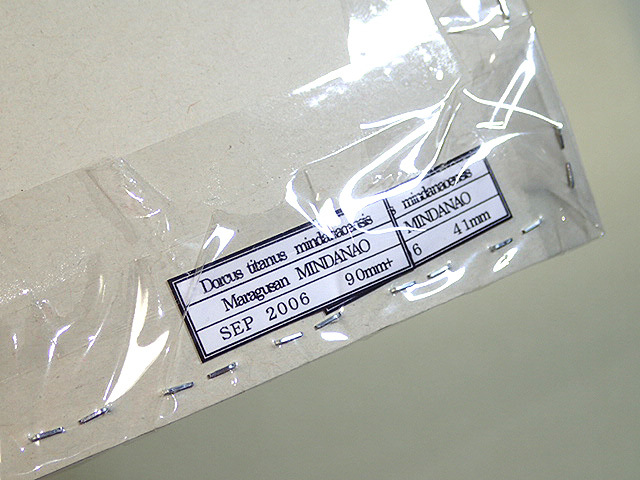 Dorcus titanus mindanaoensis
Maragusan MINDANAO
SEP 2006 90mm+
s mindanaoensis
MINDANAO
6 41mm